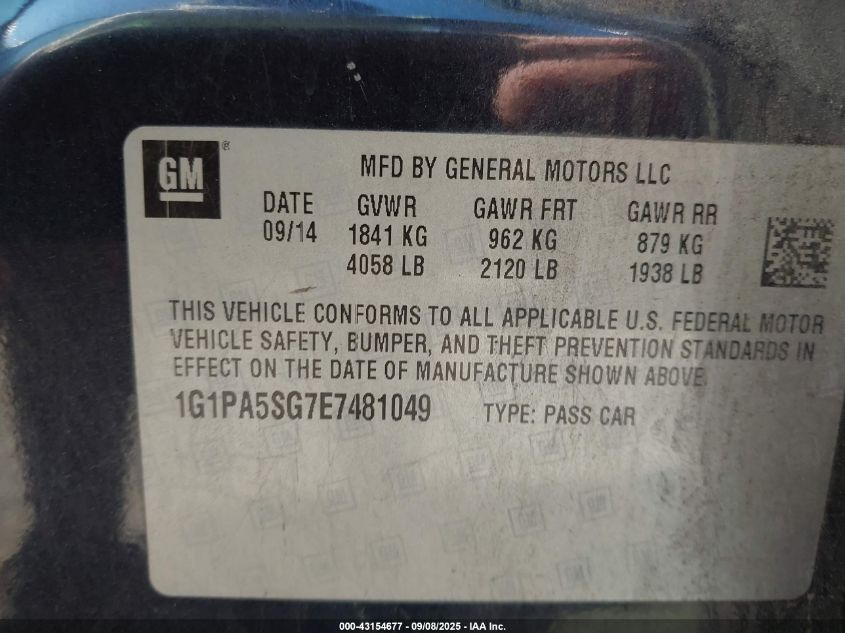 GM ®
MFD BY GENERAL MOTORS LLC
DATE GVWR GAWR FRT GAWR RR
09/14 1841 KG 962 KG 879 KG
4058 LB 2120 LB 1938 LB
THIS VEHICLE CONFORMS TO ALL APPLICABLE U.S. FEDERAL MOTOR
VEHICLE SAFETY, BUMPER, AND THEFT PREVENTION STANDARDS IN
EFFECT ON THE DATE OF MANUFACTURE SHOWN ABOVE.
1G1PA5SG7E7481049 TYPE: PASS CAR
000-43154677 - 09/08/2025 - IAA Inc.